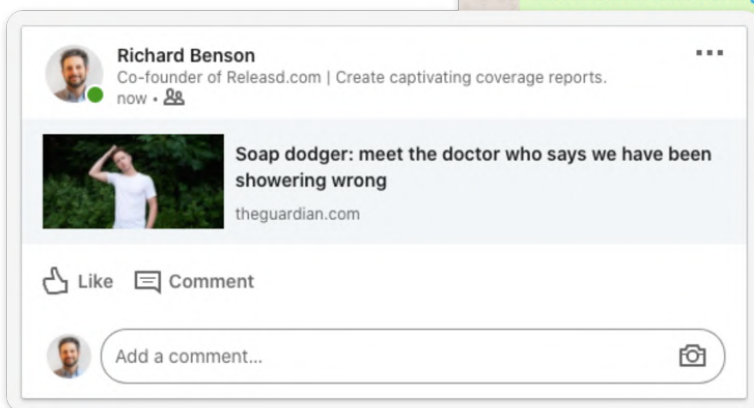 Richard Benson
Co-founder of Releasd.com | Create captivating coverage reports.
now •
Soap dodger: meet the doctor who says we have been
showering wrong
theguardian.com
Like Comment
Add a comment...